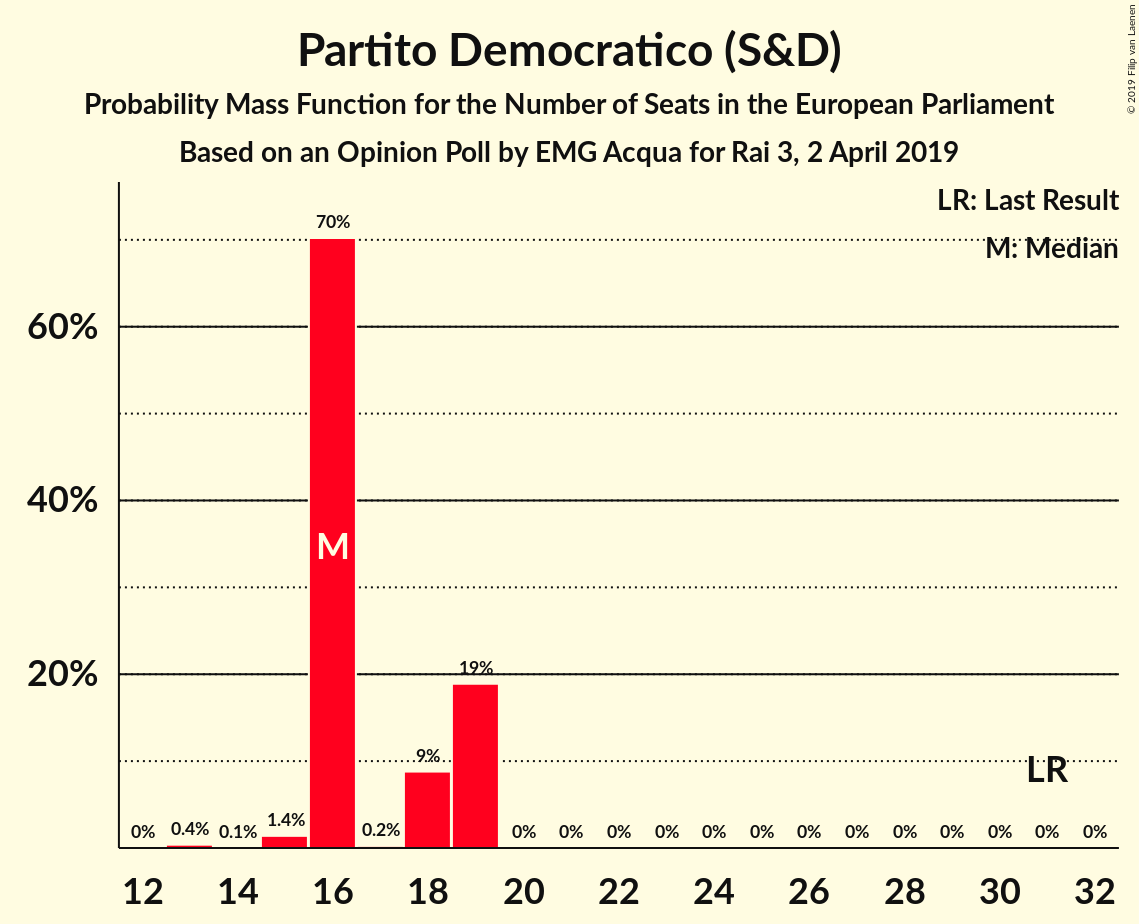 Partito Democratico (S&D)
Probability Mass Function for the Number of Seats in the European Parliament
Based on an Opinion Poll by EMG Acqua for Rai 3, 2 April 2019
© 2019 Filip van Laenen
LR: Last Result
M: Median
70%
60%
40%
M
20%
19%
9%
LR
0% 0.4% 0.1% 1.4% 0.2% 0% 0% 0% 0% 0% 0% 0% 0% 0% 0% 0% 0% 0%
12 14 16 18 20 22 24 26 28 30 32